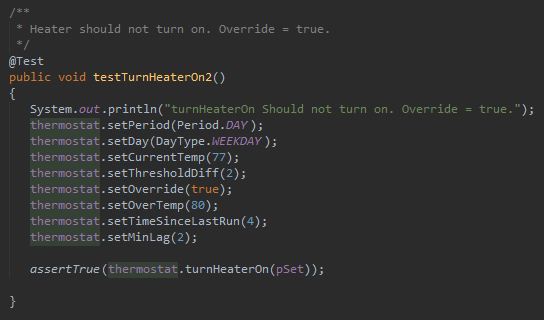 /**
 * Heater should not turn on. Override = true.
 */
@Test
public void testTurnHeaterOn2()
{
    System.out.println("turnHeaterOn Should not turn on. Override = true.");
    thermostat.setPeriod(Period.DAY);
    thermostat.setDay(DayType.WEEKDAY);
    thermostat.setCurrentTemp(77);
    thermostat.setThresholdDiff(2);
    thermostat.setOverride(true);
    thermostat.setOverTemp(80);
    thermostat.setTimeSinceLastRun(4);
    thermostat.setMinLag(2);

    assertTrue(thermostat.turnHeaterOn(pSet));

}